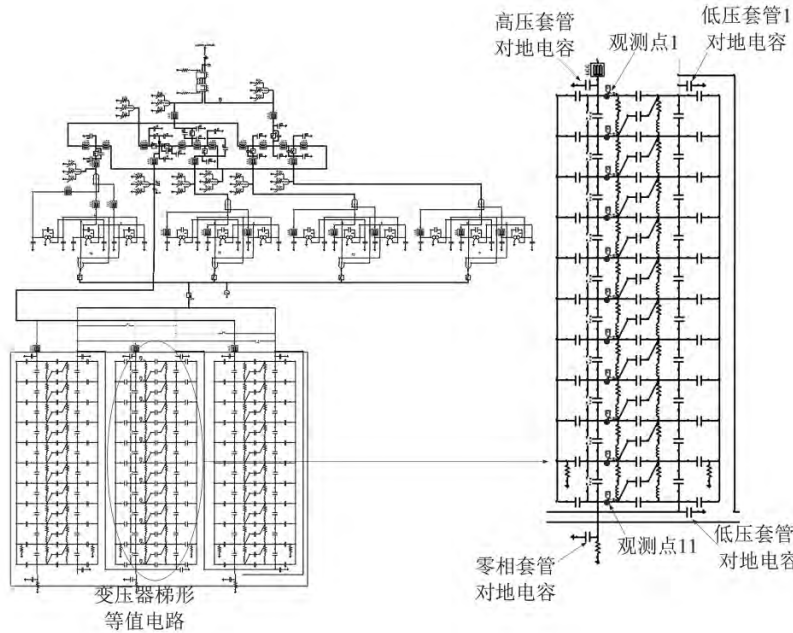 高压套管
对地电容
观测点1
低压套管1
对地电容
观测点11
低压套管
对地电容
零相套管
对地电容
变压器梯形
等值电路